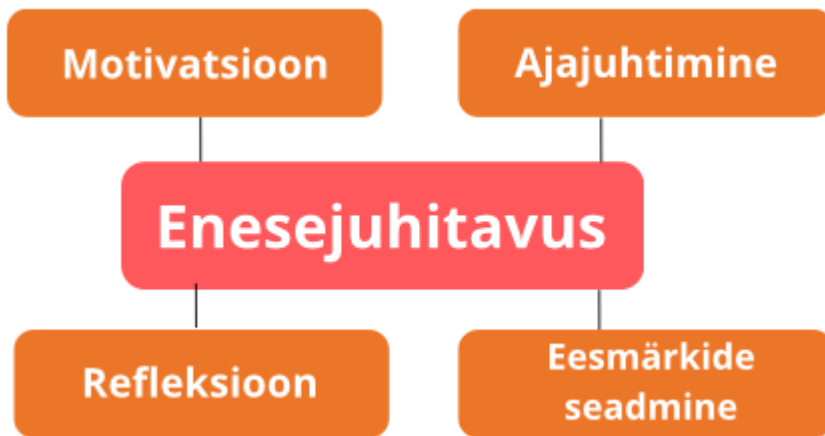 Motivatsioon
Ajajuhtimine
Enesejuhitavus
Refleksioon
Eesmärkide
seadmine